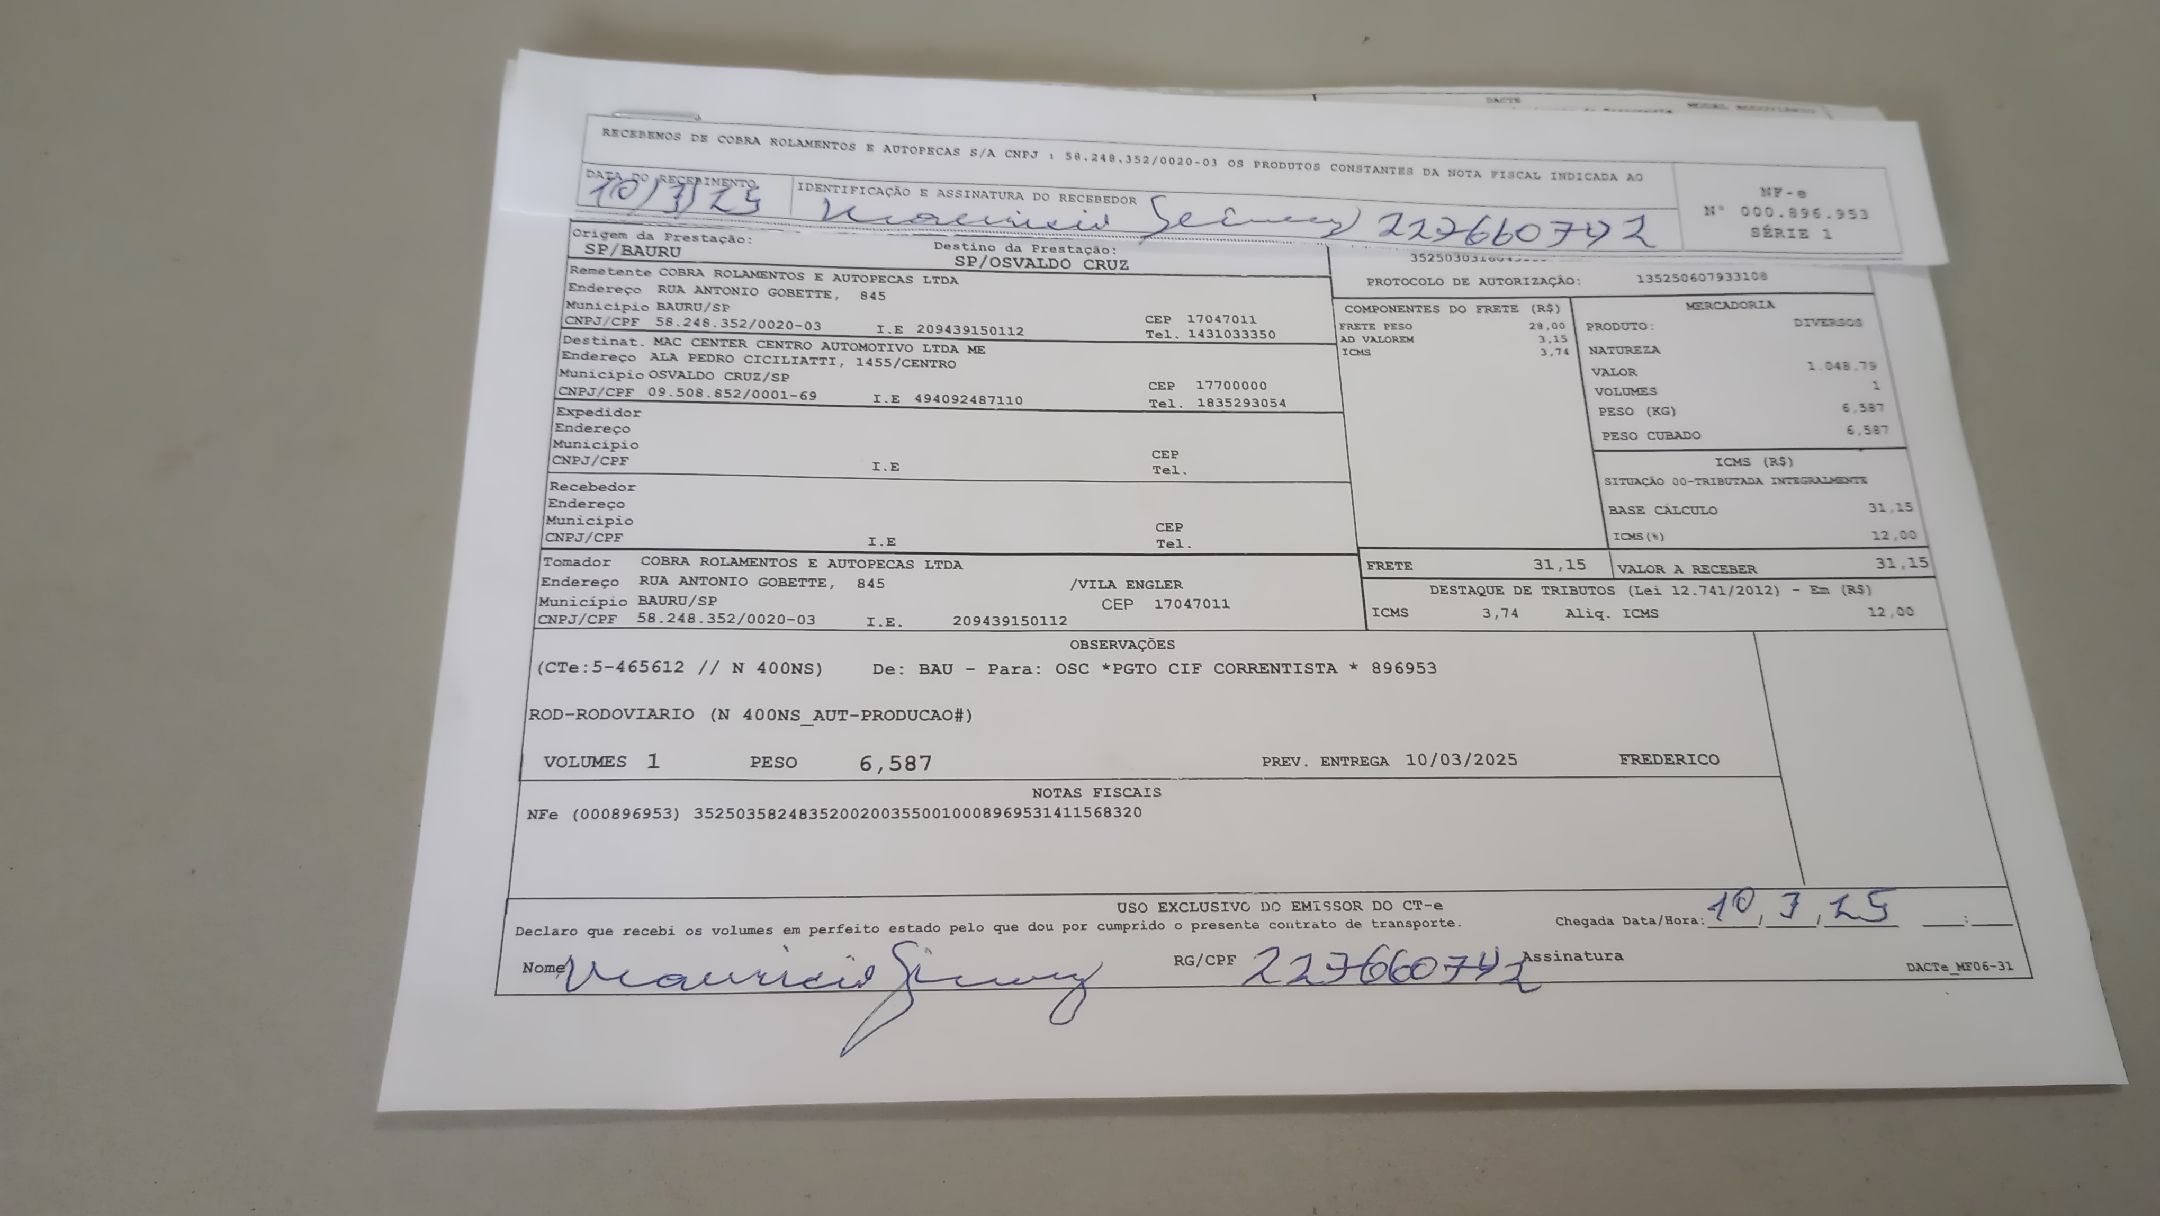 DACTE
MODAL RODOVIÁRIO
RECEBEMOS DE COBRA ROLAMENTOS E AUTOPECAS S/A CNPJ : 58.248.352/0020-03 OS PRODUTOS CONSTANTES DA NOTA FISCAL INDICADA AO
DATA DO RECEBIMENTO
10/3/25
IDENTIFICAÇÃO E ASSINATURA DO RECEBEDOR
227660742
NF-e
N° 000.896.953
SÉRIE 1
Origem da Prestação:
SP/BAURU
Destino da Prestação:
SP/OSVALDO CRUZ
PROTOCOLO DE AUTORIZAÇÃO: 135250607933108
Remetente COBRA ROLAMENTOS E AUTOPECAS LTDA
Endereço RUA ANTONIO GOBETTE, 845
Município BAURU/SP CEP 17047011
CNPJ/CPF 58.248.352/0020-03 I.E 209439150112 Tel. 1431033350
Destinat. MAC CENTER CENTRO AUTOMOTIVO LTDA ME
Endereço ALA PEDRO CICILIATTI, 1455/CENTRO
Município OSVALDO CRUZ/SP CEP 17700000
CNPJ/CPF 09.508.852/0001-69 I.E 494092487110 Tel. 1835293054
Expedidor
Endereço
Município CEP
CNPJ/CPF I.E Tel.
Recebedor
Endereço
Município CEP
CNPJ/CPF I.E Tel.
Tomador COBRA ROLAMENTOS E AUTOPECAS LTDA
Endereço RUA ANTONIO GOBETTE, 845 /VILA ENGLER
Município BAURU/SP CEP 17047011
CNPJ/CPF 58.248.352/0020-03 I.E. 209439150112
COMPONENTES DO FRETE (R$)
FRETE PESO 28,00
AD VALOREM 3,15
ICMS 3,74
MERCADORIA
PRODUTO: DIVERSOS
NATUREZA
VALOR 1.048,79
VOLUMES 1
PESO (KG) 6,587
PESO CUBADO 6,587
ICMS (R$)
SITUAÇÃO 00-TRIBUTADA INTEGRALMENTE
BASE CÁLCULO 31,15
ICMS(%) 12,00
FRETE 31,15 VALOR A RECEBER 31,15
DESTAQUE DE TRIBUTOS (Lei 12.741/2012) - Em (R$)
ICMS 3,74 Aliq. ICMS 12,00
OBSERVAÇÕES
(CTe:5-465612 // N 400NS) De: BAU - Para: OSC *PGTO CIF CORRENTISTA * 896953
ROD-RODOVIARIO (N 400NS_AUT-PRODUCAO#)
VOLUMES 1 PESO 6,587 PREV. ENTREGA 10/03/2025 FREDERICO
NOTAS FISCAIS
NFe (000896953) 35250358248352002003550010008969531411568320
USO EXCLUSIVO DO EMISSOR DO CT-e
Declaro que recebi os volumes em perfeito estado pelo que dou por cumprido o presente contrato de transporte.
Chegada Data/Hora: 10/3/25 __:__
Nome Mauricio RG/CPF 227660742 Assinatura
DACTe_MF06-31